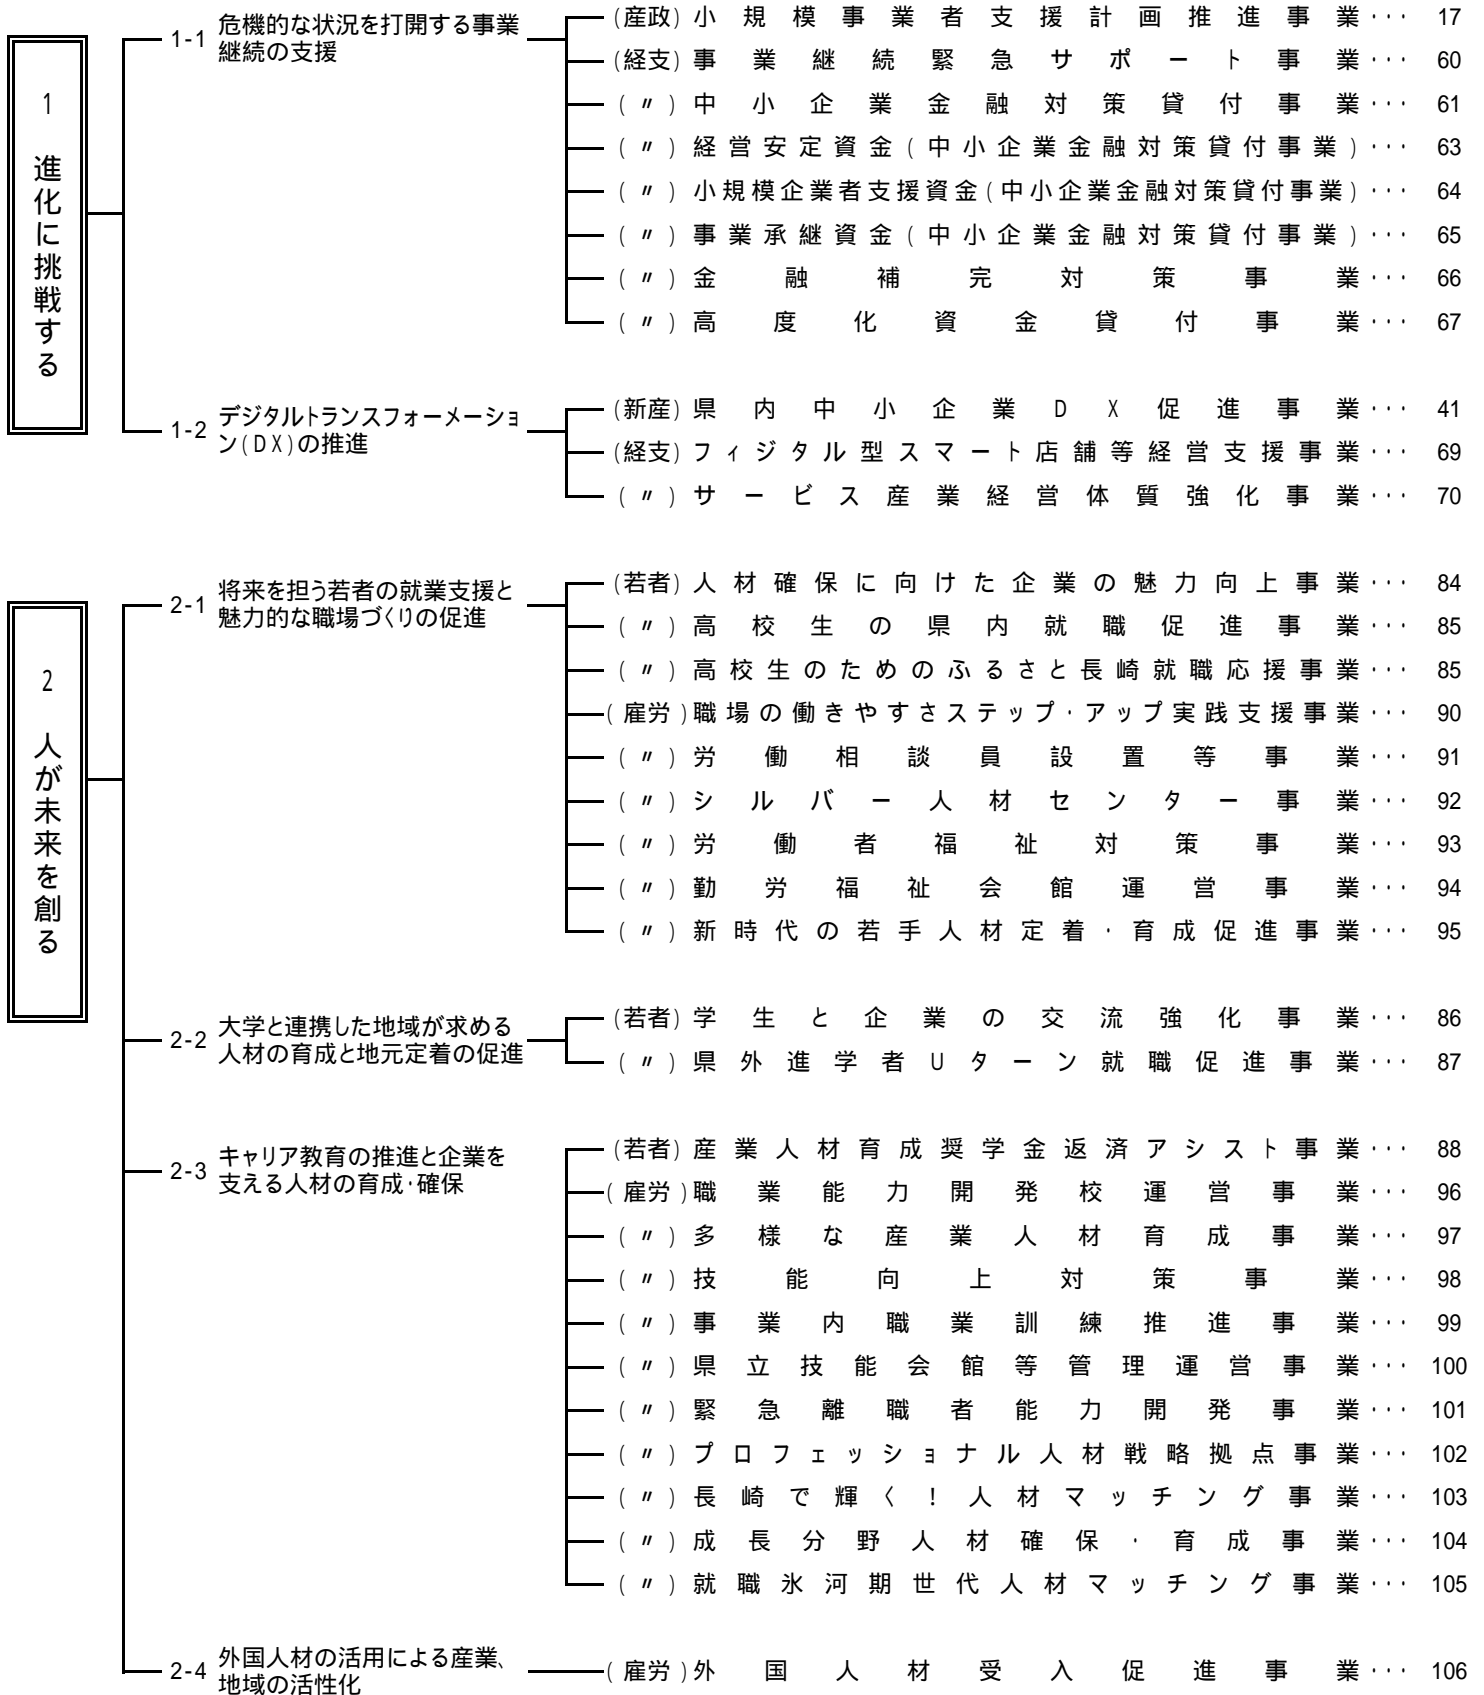 1 進化に挑戦する
1-1 危機的な状況を打開する事業
継続の支援
(産政)小規模事業者支援計画推進事業··· 17
(経支)事業継続緊急サポート事業··· 60
(〃)中小企業金融対策貸付事業··· 61
(〃)経営安定資金(中小企業金融対策貸付事業)··· 63
(〃)小規模企業者支援資金(中小企業金融対策貸付事業)··· 64
(〃)事業承継資金(中小企業金融対策貸付事業)··· 65
(〃)金融補完対策事業··· 66
(〃)高度化資金貸付事業··· 67
1-2 デジタルトランスフォーメーショ
ン(DX)の推進
(新産)県内中小企業DX促進事業··· 41
(経支)フィジタル型スマート店舗等経営支援事業··· 69
(〃)サービス産業経営体質強化事業··· 70
2 人が未来を創る
2-1 将来を担う若者の就業支援と
魅力的な職場づくりの促進
(若者)人材確保に向けた企業の魅力向上事業··· 84
(〃)高校生の県内就職促進事業··· 85
(〃)高校生のためのふるさと長崎就職応援事業··· 85
(雇労)職場の働きやすさステップ·アップ実践支援事業··· 90
(〃)労働相談員設置等事業··· 91
(〃)シルバー人材センター事業··· 92
(〃)労働者福祉対策事業··· 93
(〃)勤労福祉会館運営事業··· 94
(〃)新時代の若手人材定着·育成促進事業··· 95
2-2 大学と連携した地域が求める
人材の育成と地元定着の促進
(若者)学生と企業の交流強化事業··· 86
(〃)県外進学者Uターン就職促進事業··· 87
2-3 キャリア教育の推進と企業を
支える人材の育成·確保
(若者)産業人材育成奨学金返済アシスト事業··· 88
(雇労)職業能力開発校運営事業··· 96
(〃)多様な産業人材育成事業··· 97
(〃)技能向上対策事業··· 98
(〃)事業内職業訓練推進事業··· 99
(〃)県立技能会館等管理運営事業··· 100
(〃)緊急離職者能力開発事業··· 101
(〃)プロフェッショナル人材戦略拠点事業··· 102
(〃)長崎で輝く!人材マッチング事業··· 103
(〃)成長分野人材確保·育成事業··· 104
(〃)就職氷河期世代人材マッチング事業··· 105
2-4 外国人材の活用による産業、
地域の活性化
(雇労)外国人材受入促進事業··· 106